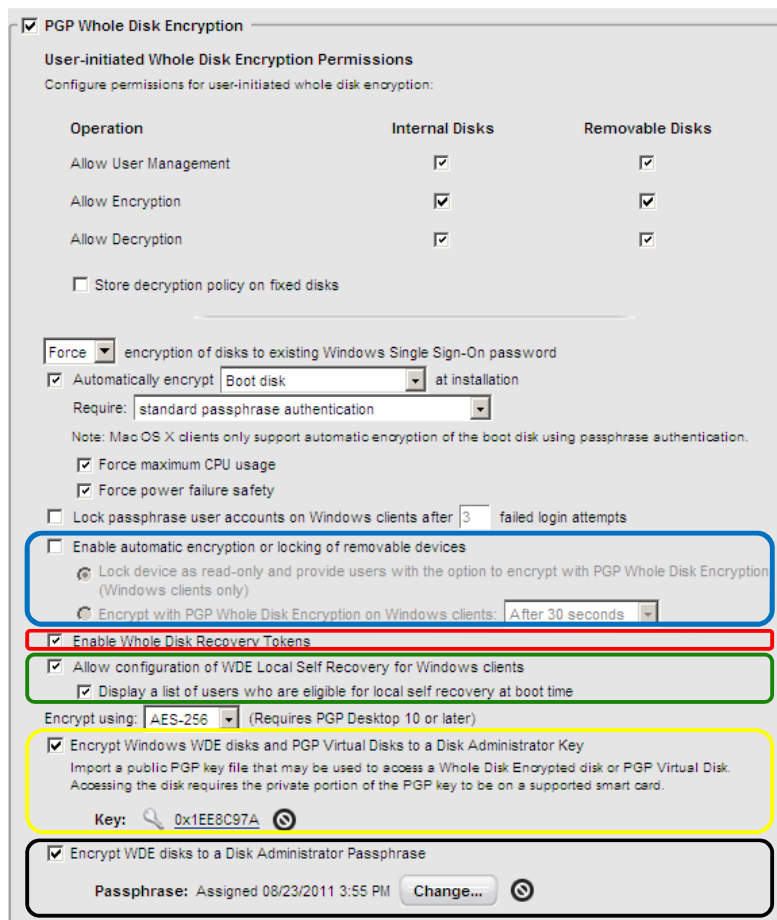 PGP Whole Disk Encryption
User-initiated Whole Disk Encryption Permissions
Configure permissions for user-initiated whole disk encryption:
Operation Internal Disks Removable Disks
Allow User Management
Allow Encryption
Allow Decryption
Store decryption policy on fixed disks
Force encryption of disks to existing Windows Single Sign-On password
Automatically encrypt Boot disk at installation
Require: standard passphrase authentication
Note: Mac OS X clients only support automatic encryption of the boot disk using passphrase authentication.
Force maximum CPU usage
Force power failure safety
Lock passphrase user accounts on Windows clients after 3 failed login attempts
Enable automatic encryption or locking of removable devices
Lock device as read-only and provide users with the option to encrypt with PGP Whole Disk Encryption
(Windows clients only)
Encrypt with PGP Whole Disk Encryption on Windows clients: After 30 seconds
Enable Whole Disk Recovery Tokens
Allow configuration of WDE Local Self Recovery for Windows clients
Display a list of users who are eligible for local self recovery at boot time
Encrypt using: AES-256 (Requires PGP Desktop 10 or later)
Encrypt Windows WDE disks and PGP Virtual Disks to a Disk Administrator Key
Import a public PGP key file that may be used to access a Whole Disk Encrypted disk or PGP Virtual Disk.
Accessing the disk requires the private portion of the PGP key to be on a supported smart card.
Key: 0x1EE8C97A
Encrypt WDE disks to a Disk Administrator Passphrase
Passphrase: Assigned 08/23/2011 3:55 PM Change...